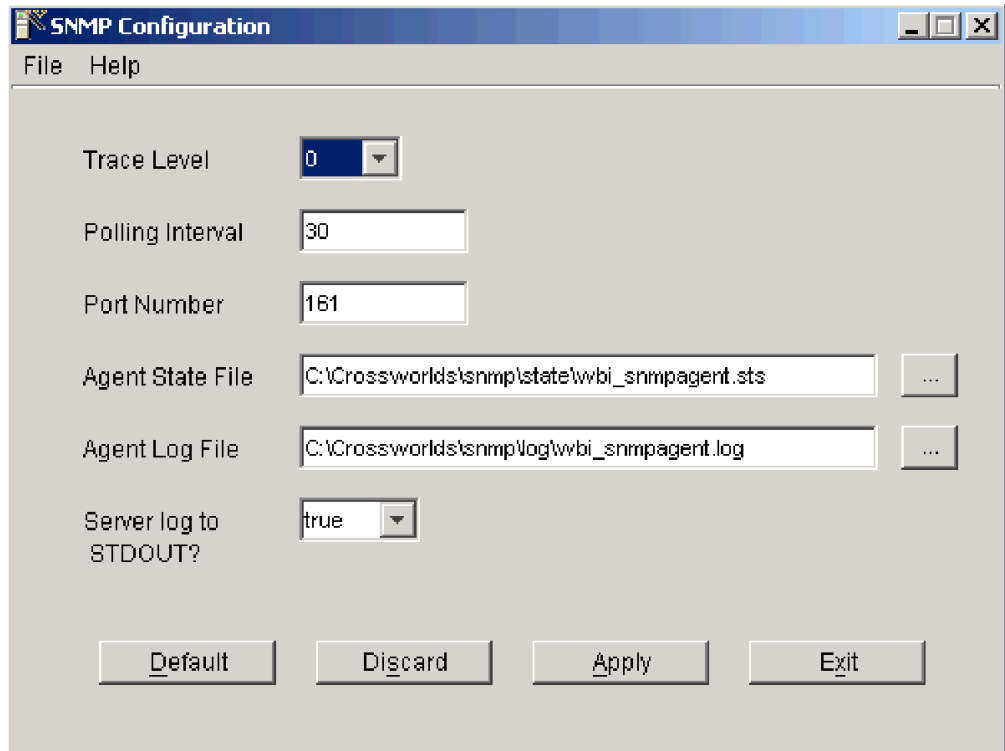 SNMP Configuration
File Help
Trace Level 0
Polling Interval 30
Port Number 161
Agent State File C:\Crossworlds\snmp\state\wbi_snmpagent.sts ...
Agent Log File C:\Crossworlds\snmp\log\wbi_snmpagent.log ...
Server log to true
STDOUT?
Default Discard Apply Exit